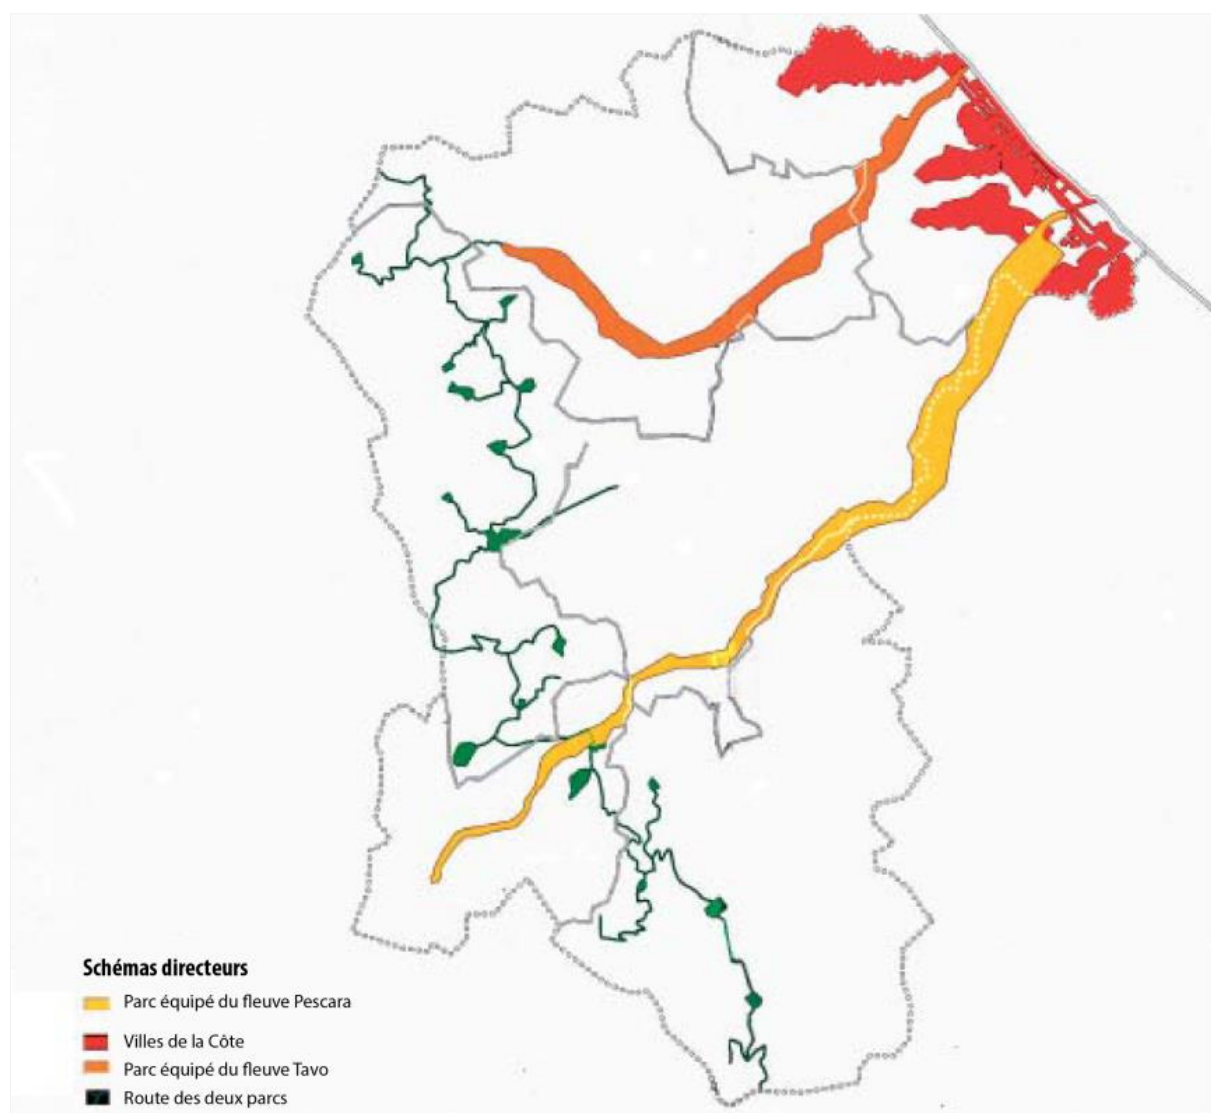 Schémas directeurs
Parc équipé du fleuve Pescara
Villes de la Côte
Parc équipé du fleuve Tavo
Route des deux parcs